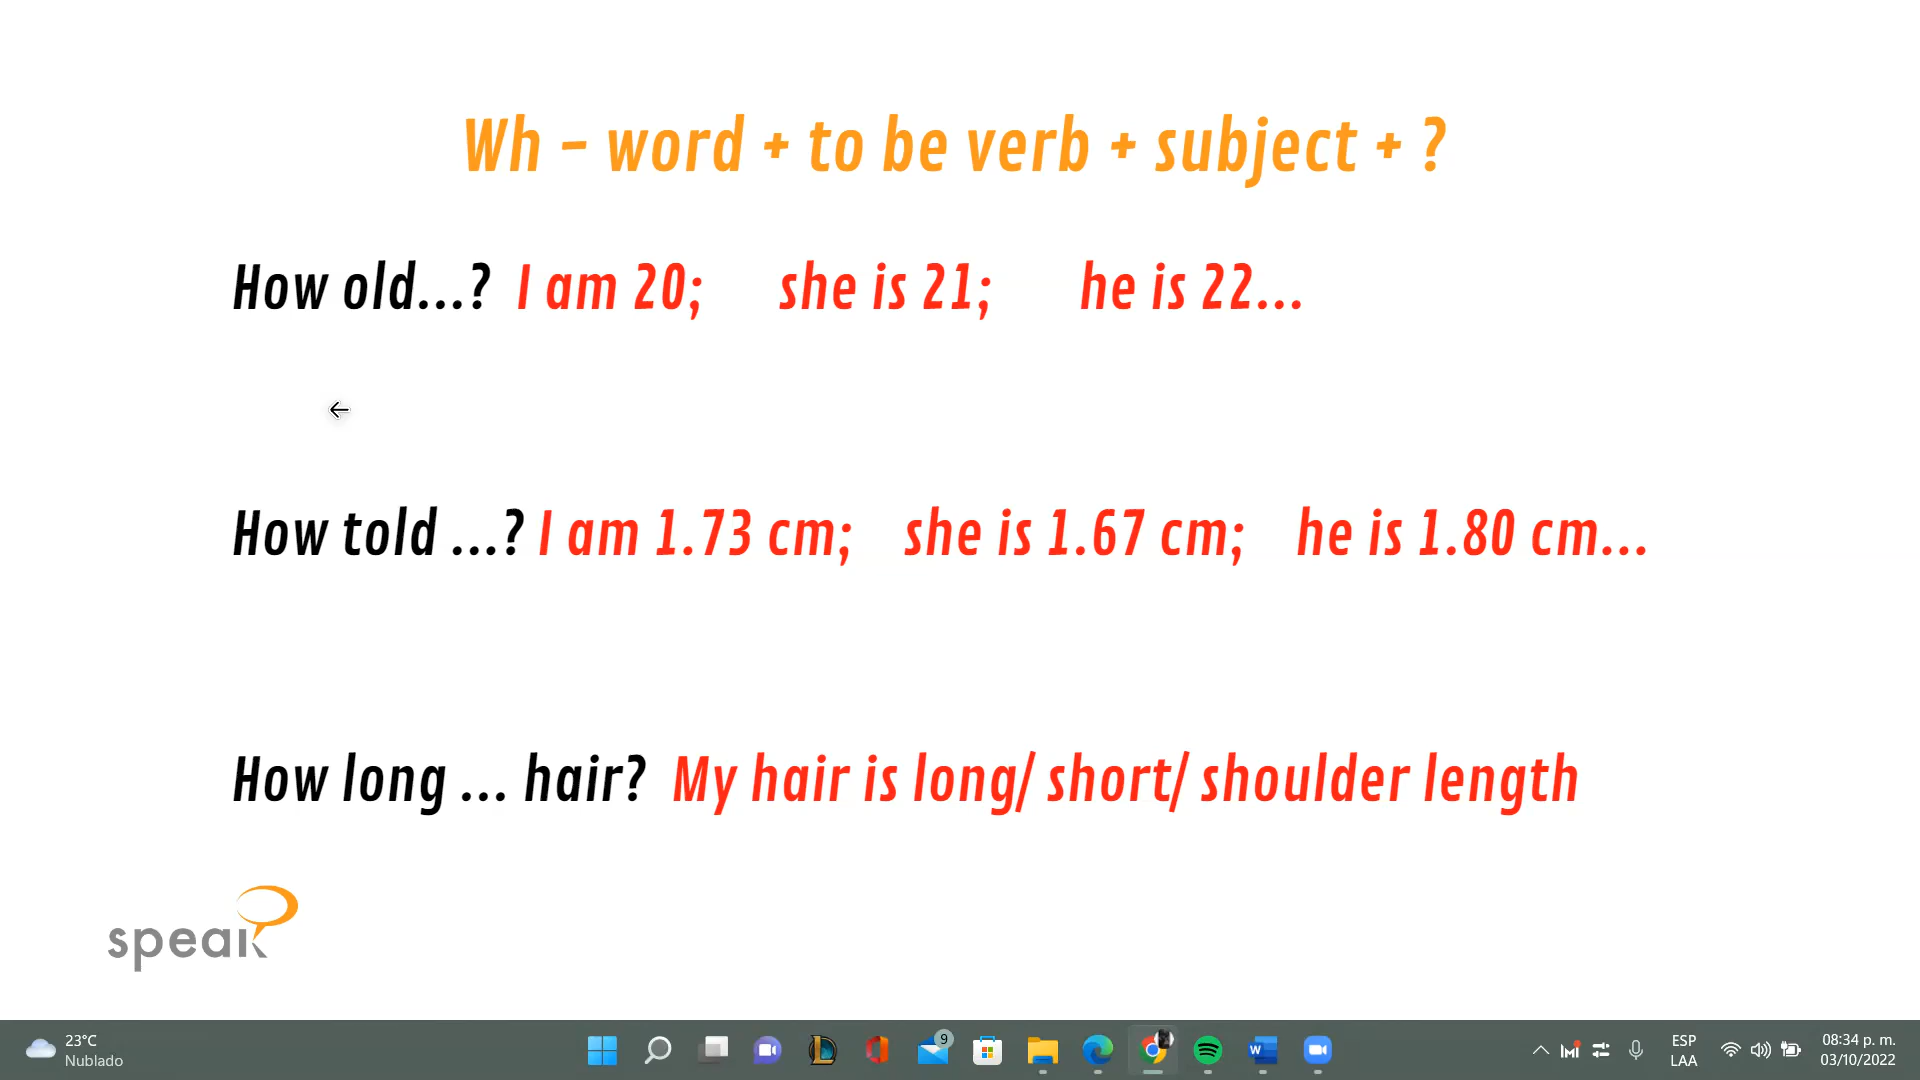 Wh - word + to be verb + subject + ?
How old...? I am 20; she is 21; he is 22...
How told ...? I am 1.73 cm; she is 1.67 cm; he is 1.80 cm...
How long ... hair? My hair is long/ short/ shoulder length
speak
23°C
Nublado
9
ESP
LAA
08:34 p. m.
03/10/2022